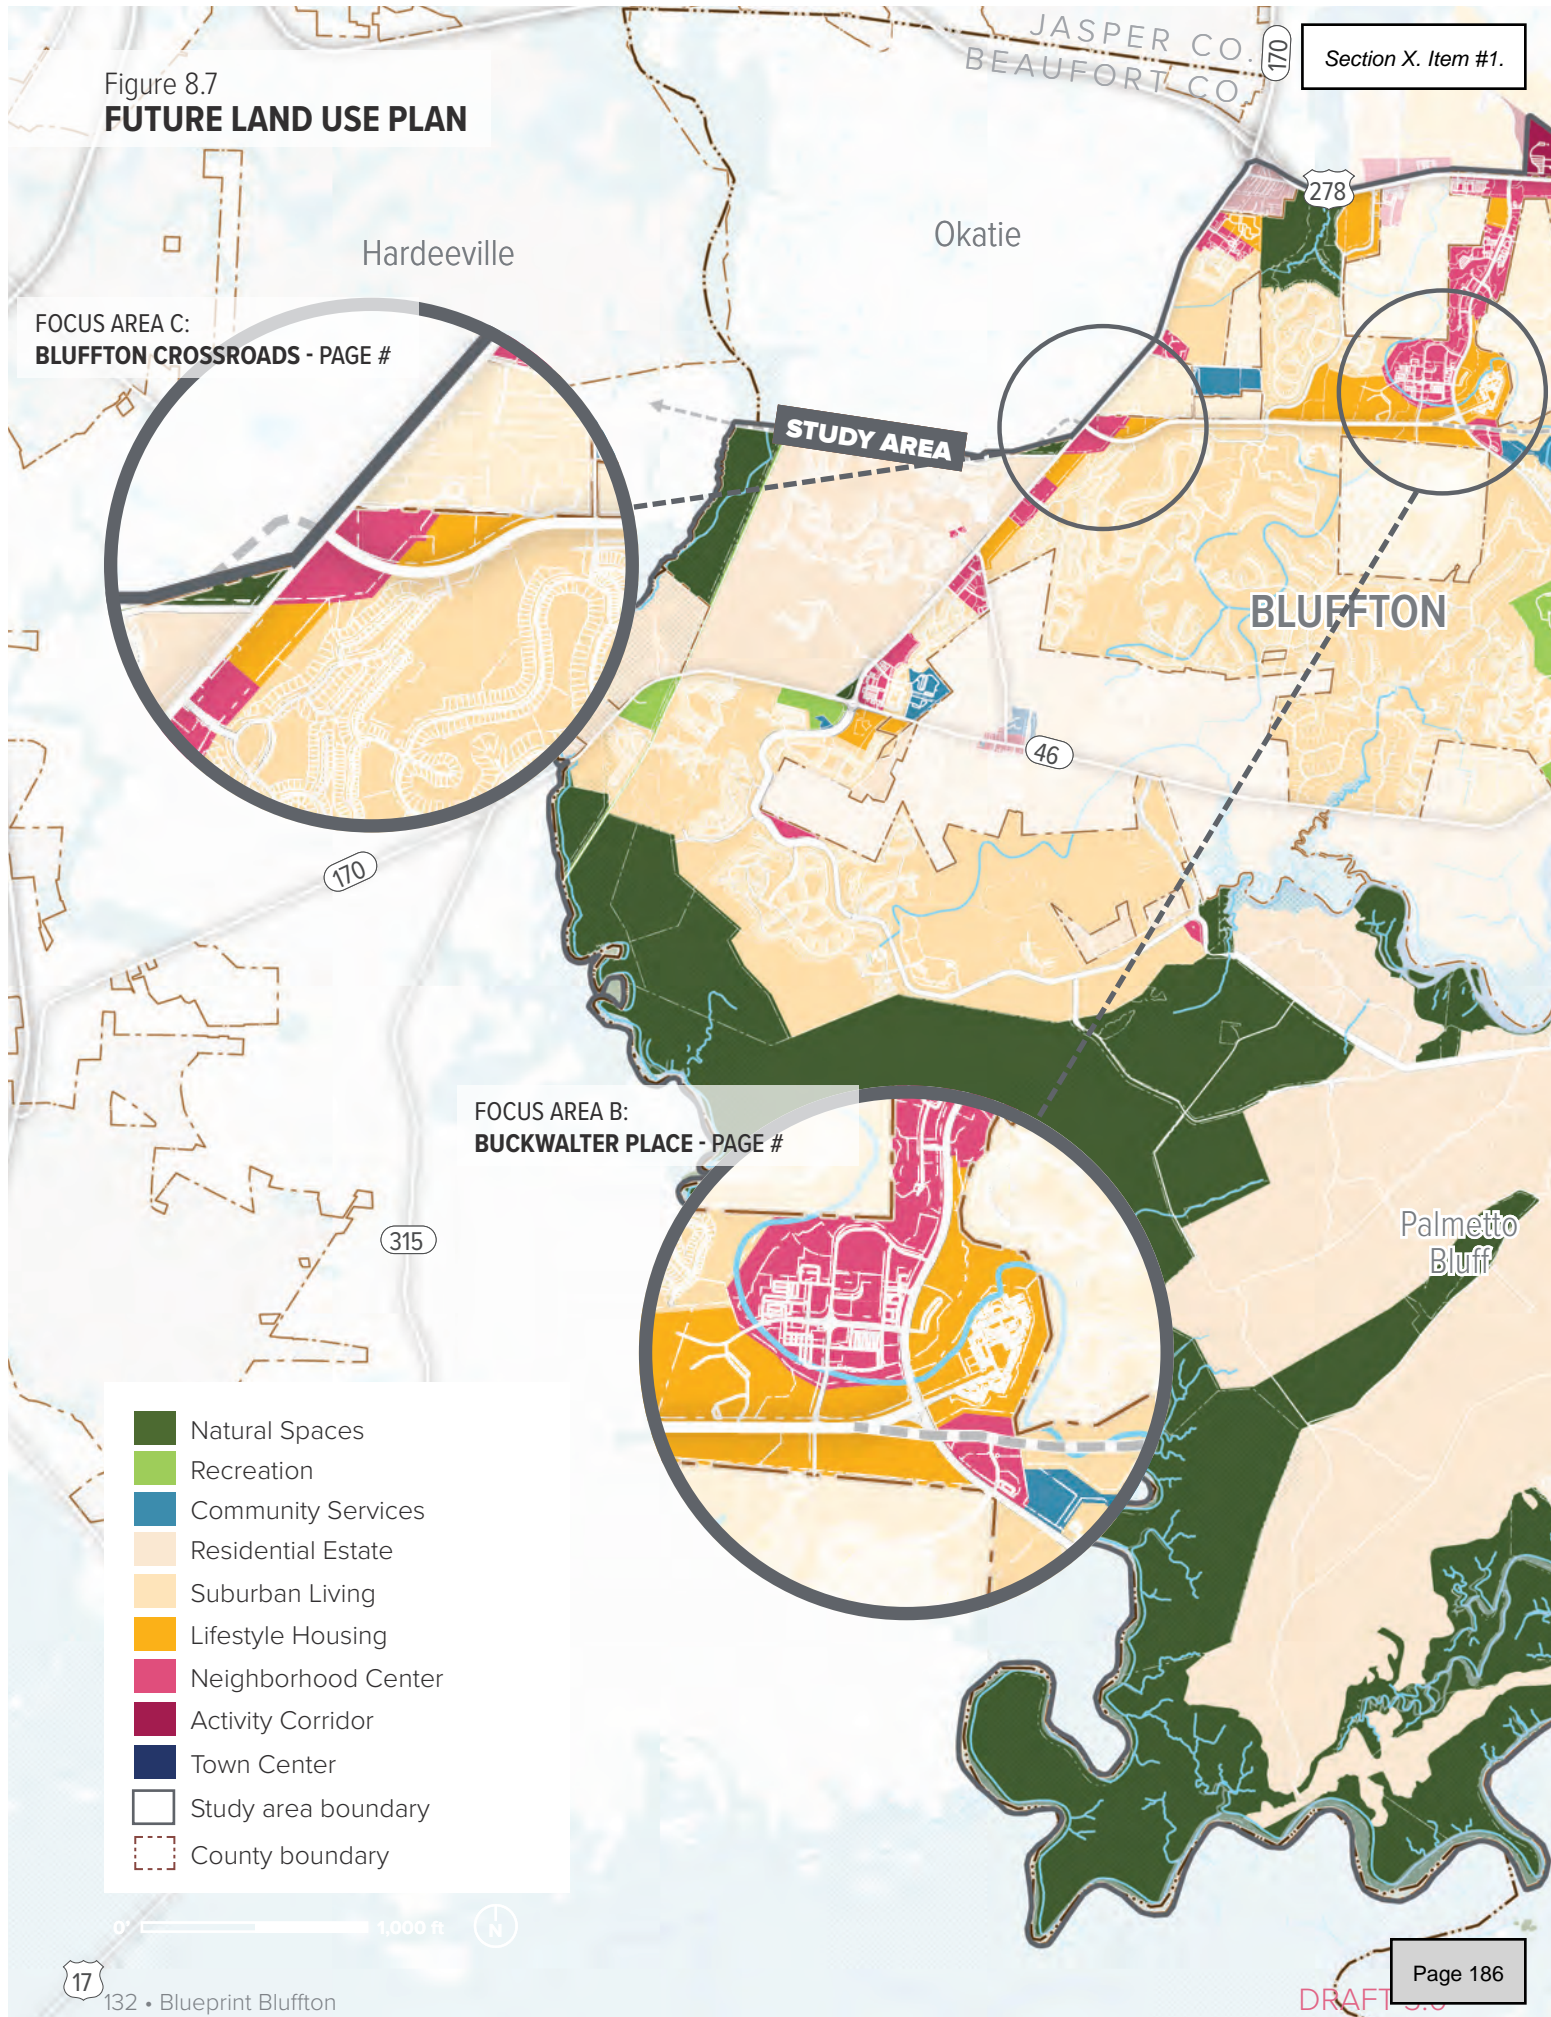 JASPER CO.
BEAUFORT CO.
170
Section X. Item #1.
Figure 8.7
FUTURE LAND USE PLAN
278
Hardeeville
Okatie
FOCUS AREA C:
BLUFFTON CROSSROADS - PAGE #
STUDY AREA
BLUFFTON
46
170
FOCUS AREA B:
BUCKWALTER PLACE - PAGE #
Palmetto
Bluff
315
Natural Spaces
Recreation
Community Services
Residential Estate
Suburban Living
Lifestyle Housing
Neighborhood Center
Activity Corridor
Town Center
Study area boundary
County boundary
0' 1,000 ft N
17
132 • Blueprint Bluffton
Page 186
DRAFT